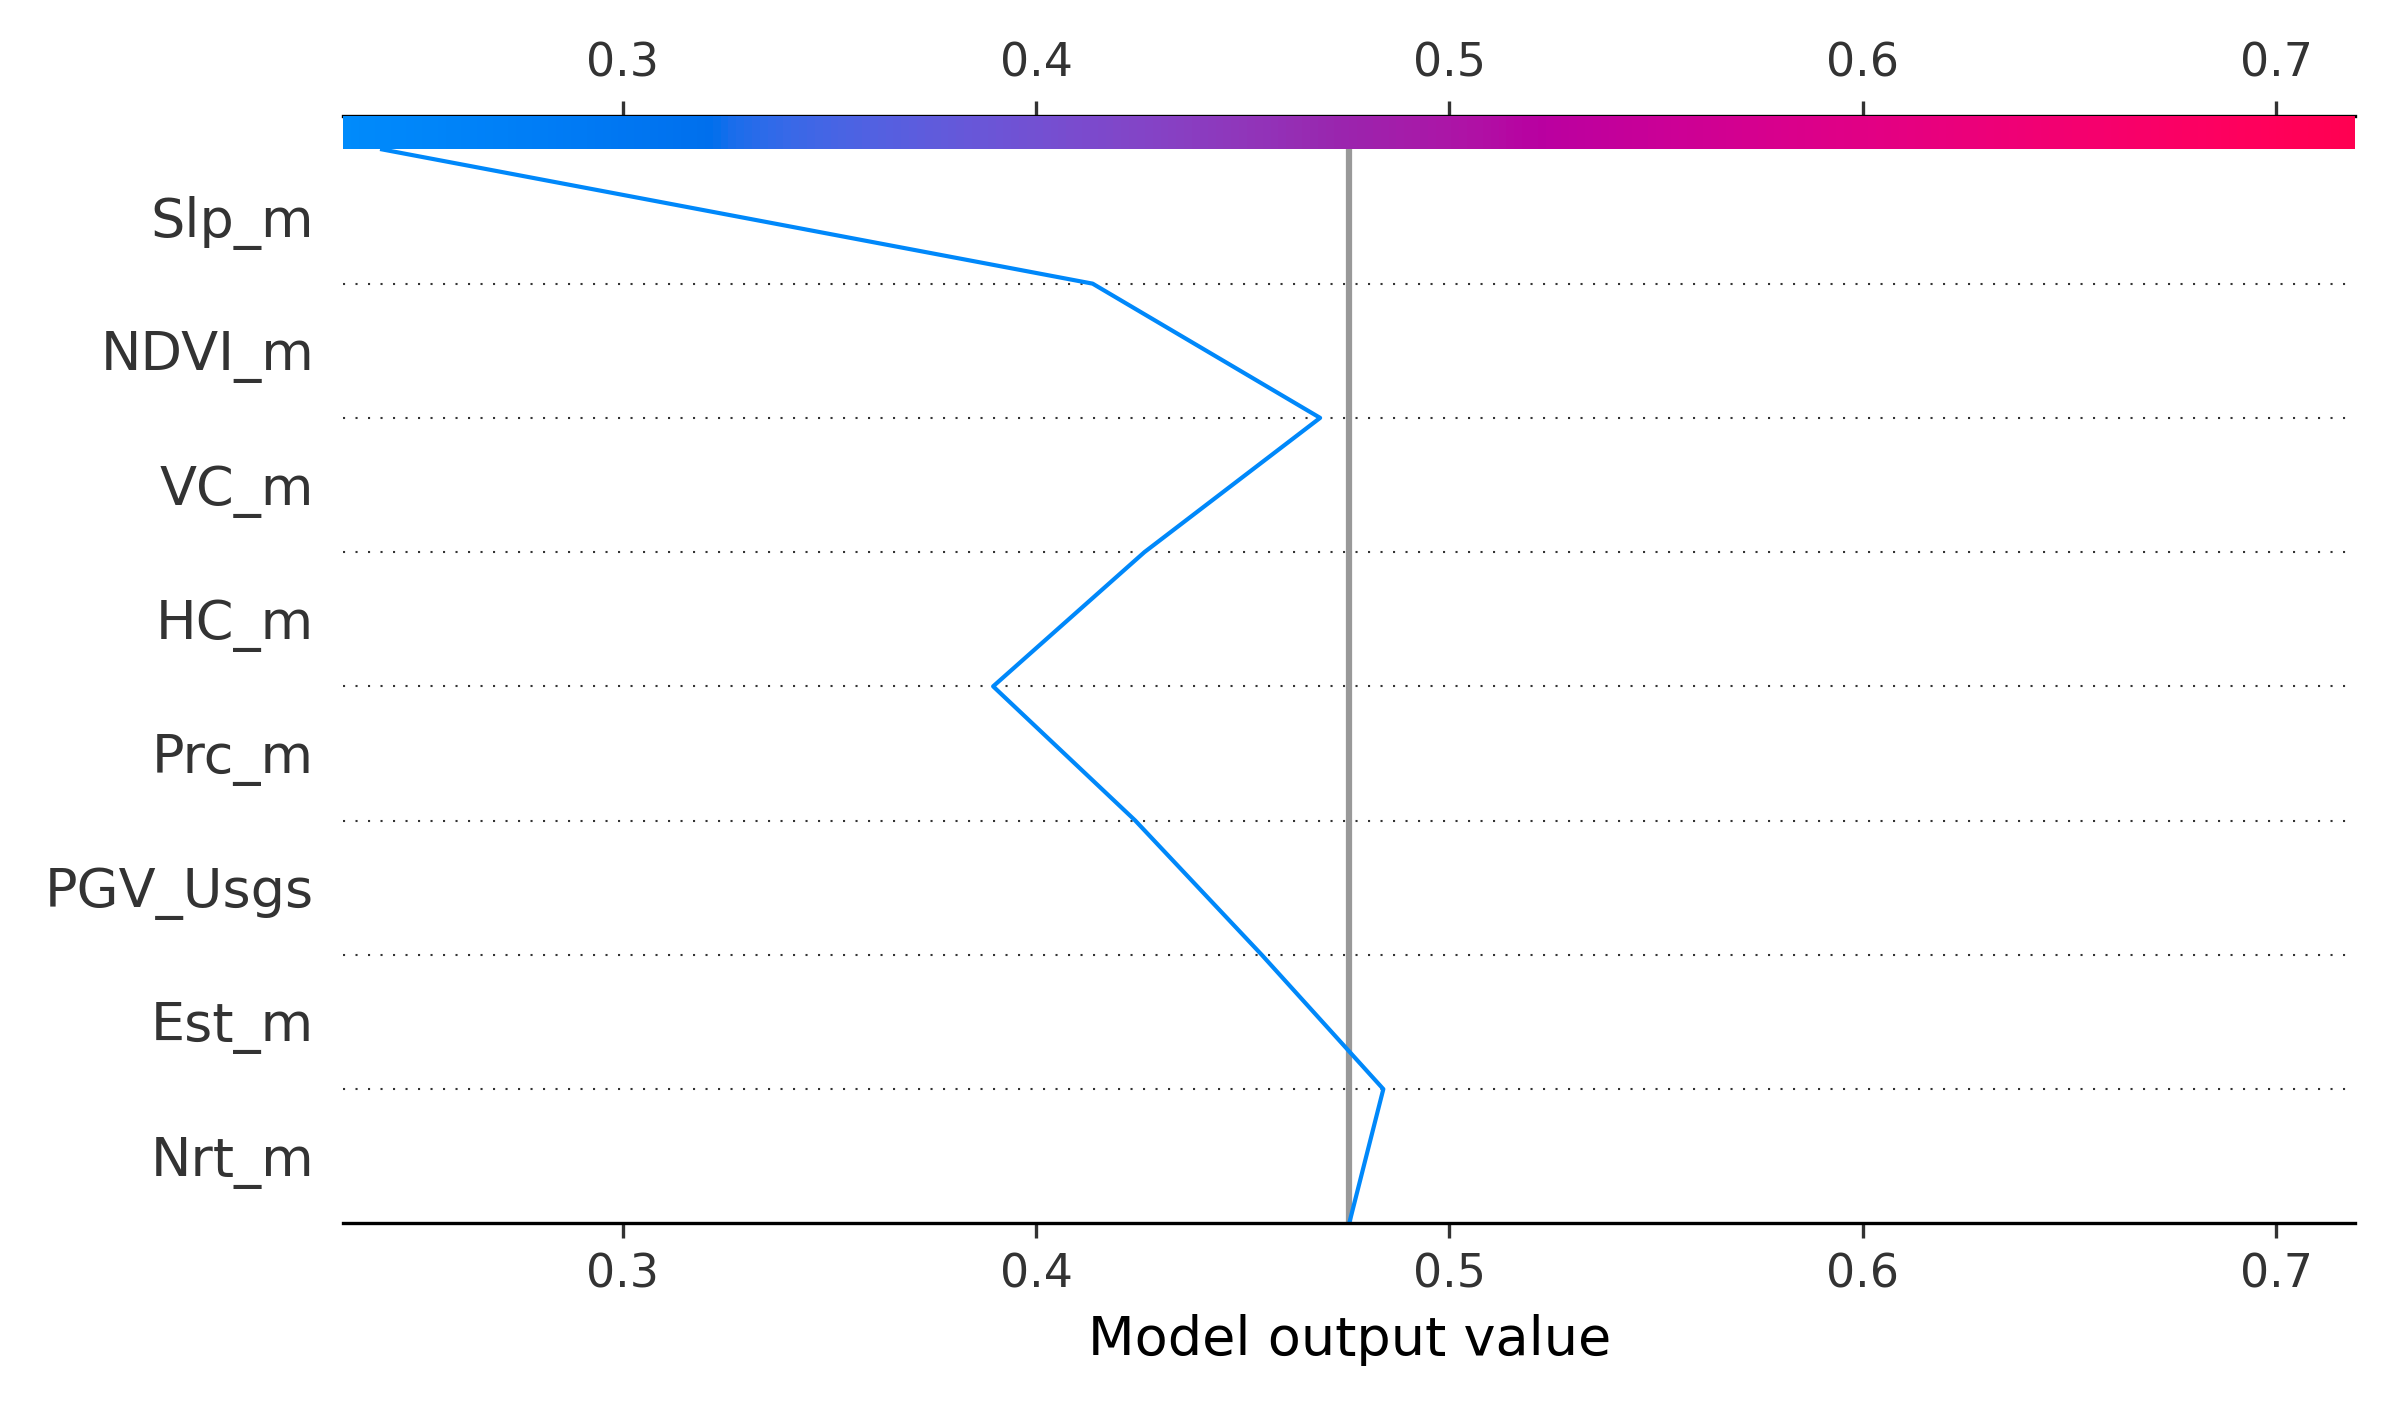 0.3 0.4 0.5 0.6 0.7
Slp_m
NDVI_m
VC_m
HC_m
Prc_m
PGV_Usgs
Est_m
Nrt_m
0.3 0.4 0.5 0.6 0.7
Model output value